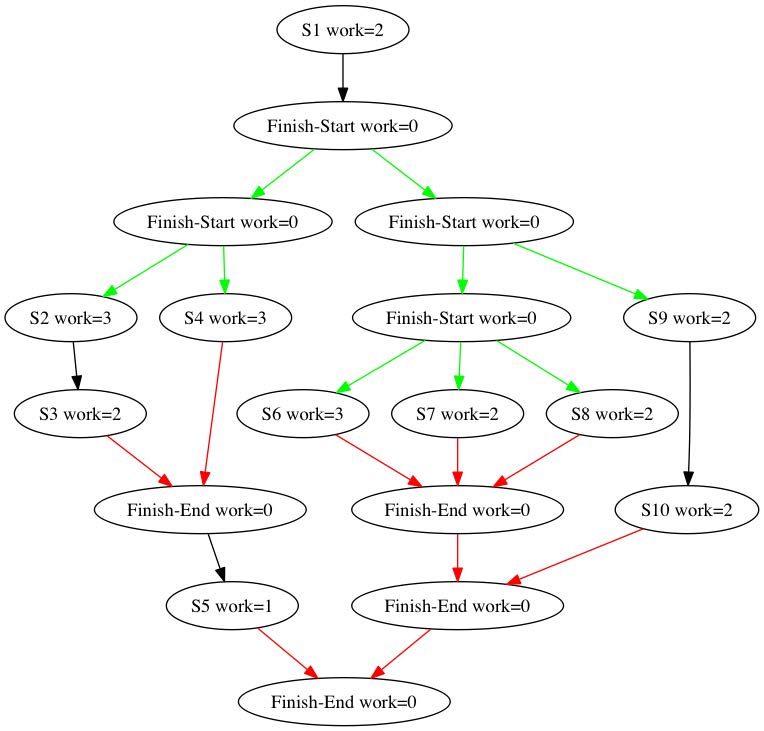 S1 work=2
Finish-Start work=0
Finish-Start work=0
Finish-Start work=0
S2 work=3
S4 work=3
Finish-Start work=0
S9 work=2
S3 work=2
S6 work=3
S7 work=2
S8 work=2
Finish-End work=0
Finish-End work=0
S10 work=2
S5 work=1
Finish-End work=0
Finish-End work=0